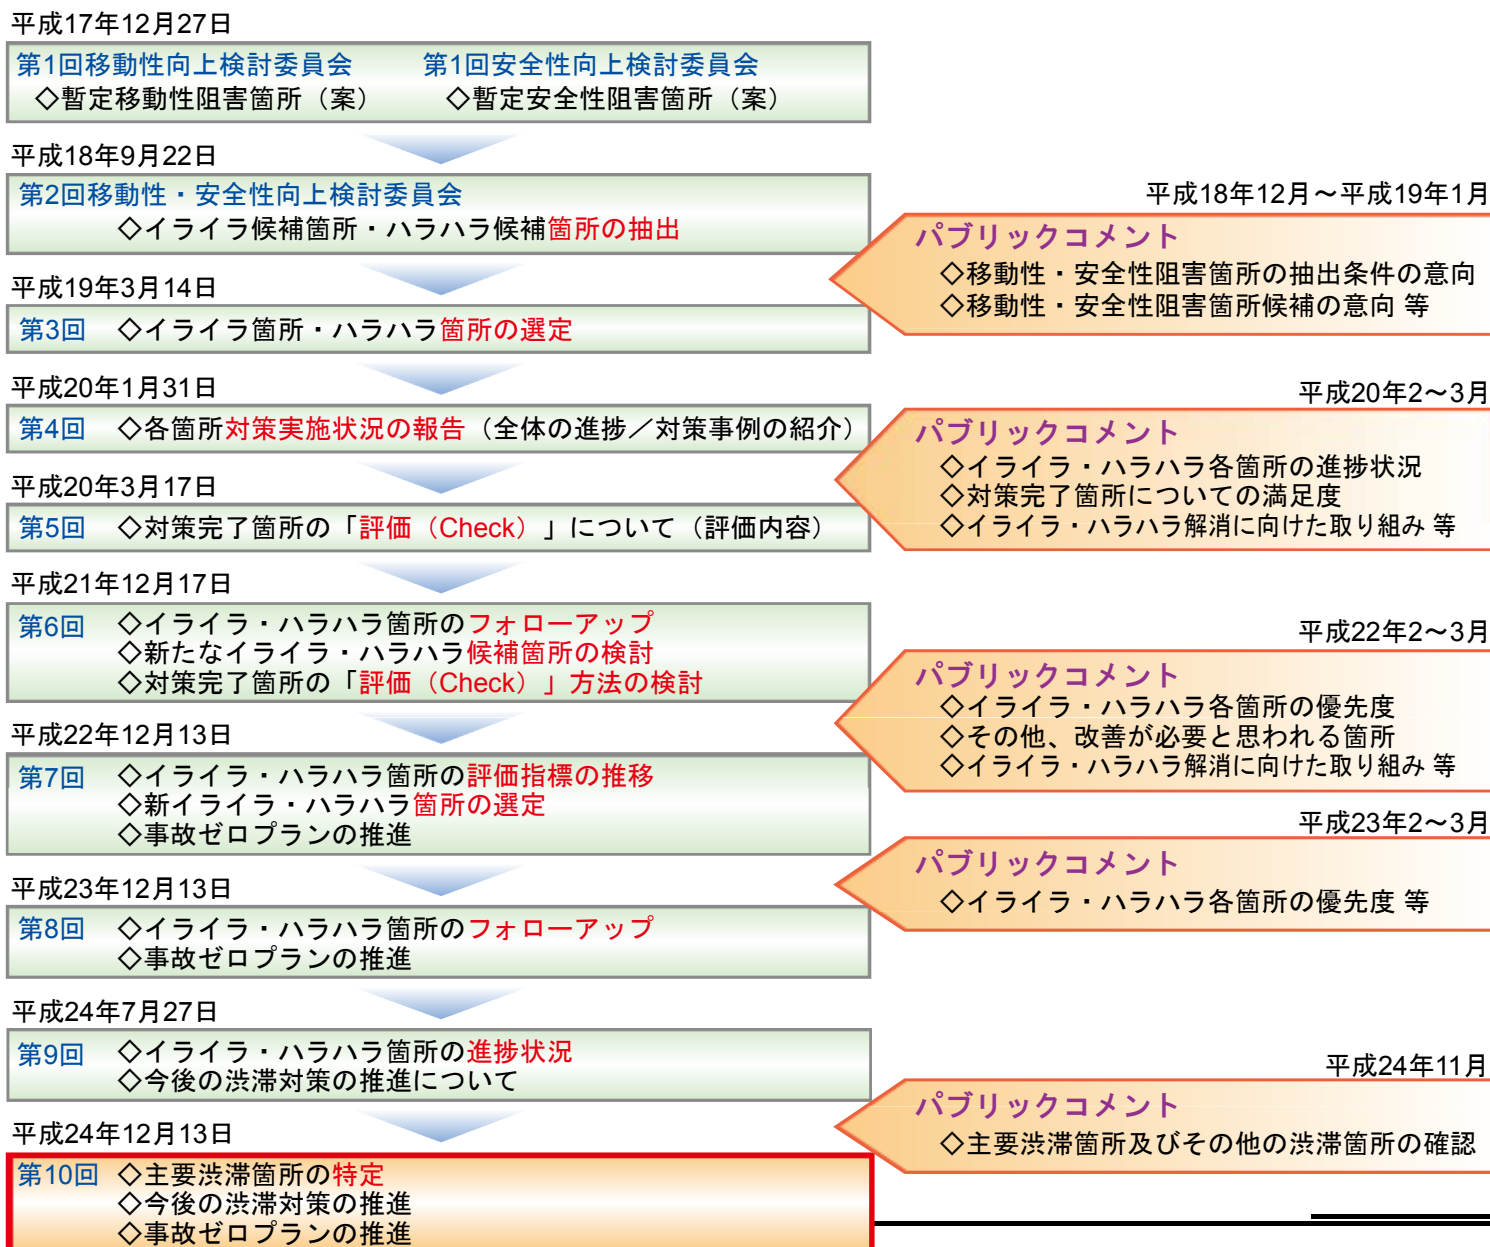 平成17年12月27日
第1回移動性向上検討委員会　第1回安全性向上検討委員会
◇暫定移動性阻害箇所（案）　◇暫定安全性阻害箇所（案）
平成18年9月22日
第2回移動性・安全性向上検討委員会
◇イライラ候補箇所・ハラハラ候補箇所の抽出
平成18年12月～平成19年1月
パブリックコメント
◇移動性・安全性阻害箇所の抽出条件の意向
◇移動性・安全性阻害箇所候補の意向 等
平成19年3月14日
第3回　◇イライラ箇所・ハラハラ箇所の選定
平成20年1月31日
第4回　◇各箇所対策実施状況の報告（全体の進捗／対策事例の紹介）
平成20年2～3月
パブリックコメント
◇イライラ・ハラハラ各箇所の進捗状況
◇対策完了箇所についての満足度
◇イライラ・ハラハラ解消に向けた取り組み 等
平成20年3月17日
第5回　◇対策完了箇所の「評価（Check）」について（評価内容）
平成21年12月17日
第6回　◇イライラ・ハラハラ箇所のフォローアップ
◇新たなイライラ・ハラハラ候補箇所の検討
◇対策完了箇所の「評価（Check）」方法の検討
平成22年2～3月
パブリックコメント
◇イライラ・ハラハラ各箇所の優先度
◇その他、改善が必要と思われる箇所
◇イライラ・ハラハラ解消に向けた取り組み 等
平成22年12月13日
第7回　◇イライラ・ハラハラ箇所の評価指標の推移
◇新イライラ・ハラハラ箇所の選定
◇事故ゼロプランの推進
平成23年2～3月
パブリックコメント
◇イライラ・ハラハラ各箇所の優先度 等
平成23年12月13日
第8回　◇イライラ・ハラハラ箇所のフォローアップ
◇事故ゼロプランの推進
平成24年7月27日
第9回　◇イライラ・ハラハラ箇所の進捗状況
◇今後の渋滞対策の推進について
平成24年11月
パブリックコメント
◇主要渋滞箇所及びその他の渋滞箇所の確認
平成24年12月13日
第10回　◇主要渋滞箇所の特定
◇今後の渋滞対策の推進
◇事故ゼロプランの推進